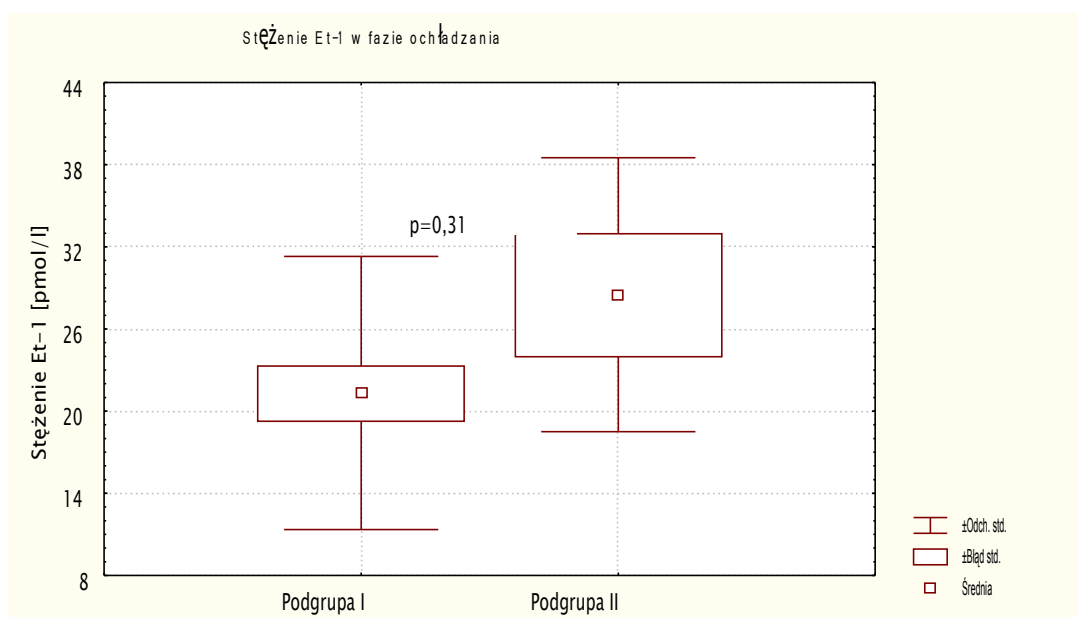 Stężenie Et-1 w fazie ochładzania
Stężenie Et-1 [pmol/l]
44
38
32
26
20
14
8
p=0,31
Podgrupa I
Podgrupa II
±Odch. std.
±Błąd std.
Średnia